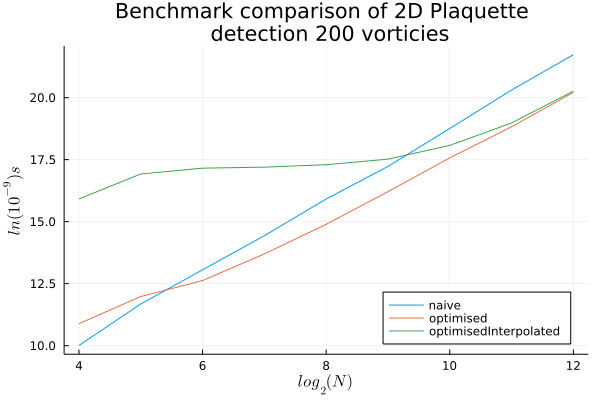 Benchmark comparison of 2D Plaquette
detection 200 vorticies
20.0
17.5
15.0
12.5
10.0
ln(10⁻⁹)s
naive
optimised
optimisedInterpolated
4 6 8 10 12
log₂(N)